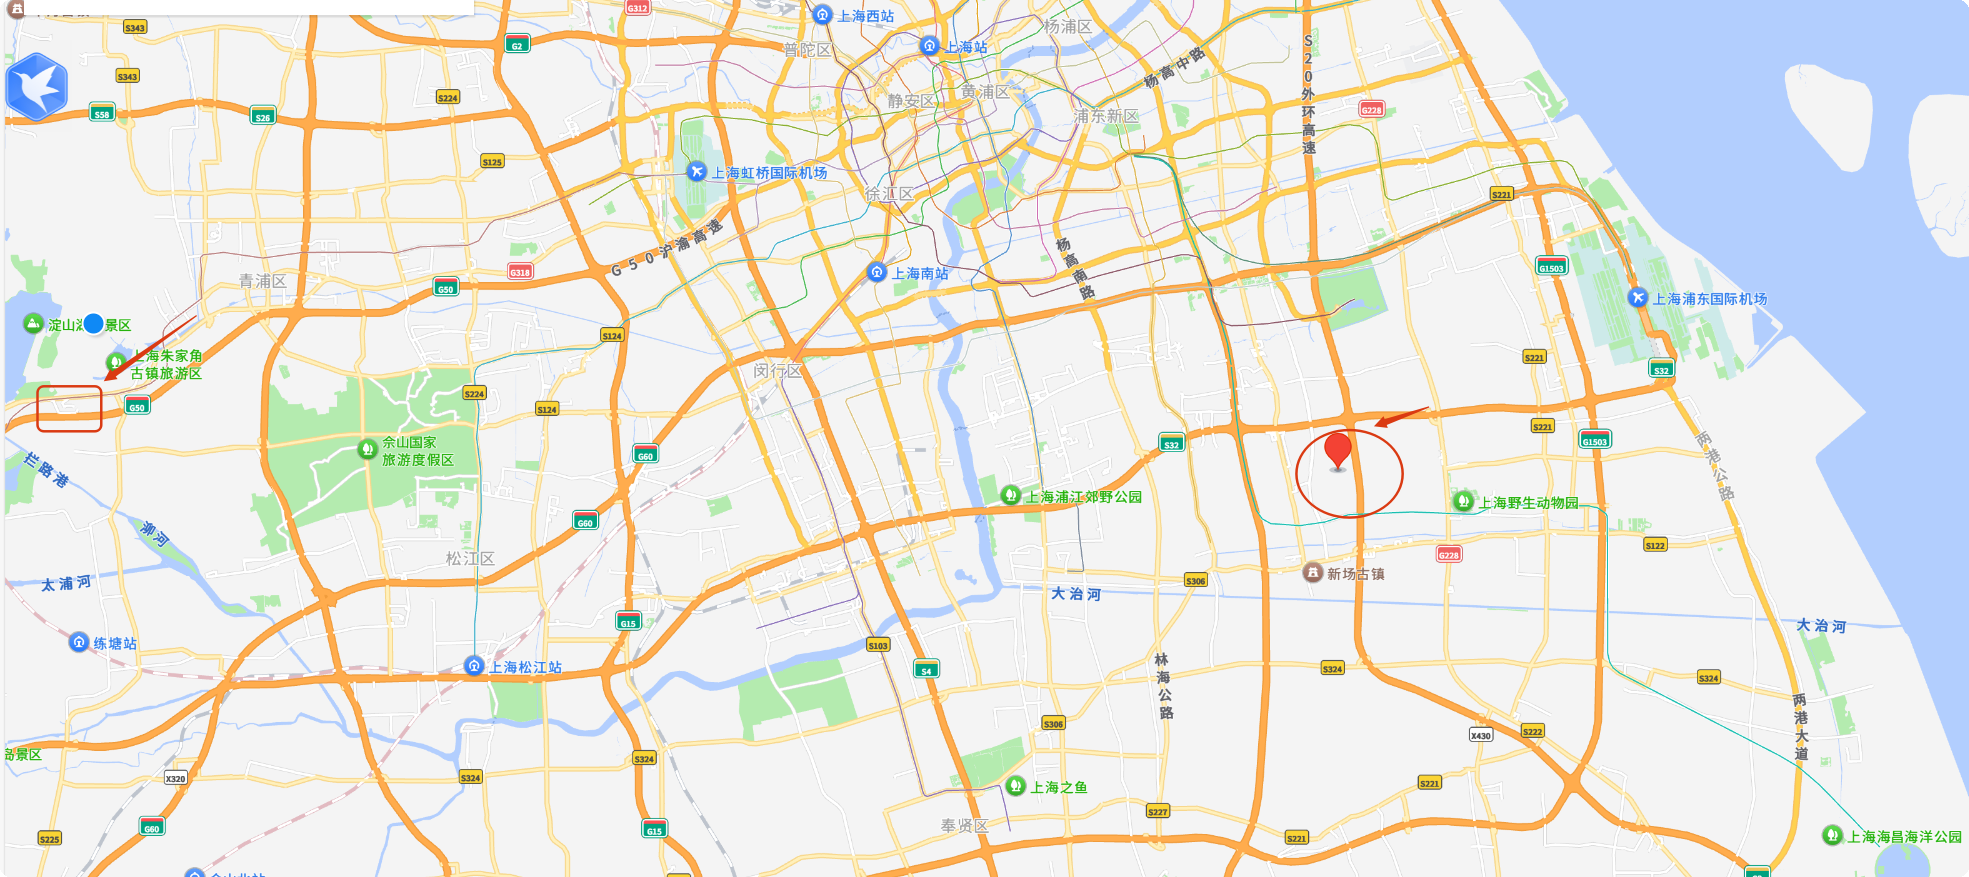 S343
G312
上海西站
杨浦区
G2
普陀区
上海站
S20外环高速
杨高中路
S343
S224
静安区
黄浦区
浦东新区
G228
S58
S26
S125
上海虹桥国际机场
徐汇区
S221
G50沪渝高速
杨高南路
G318
上海南站
G1503
青浦区
G50
上海浦东国际机场
淀山湖景区
S124
上海朱家角
古镇旅游区
S221
S32
闵行区
S224
S124
G50
S221
G1503
佘山国家
旅游度假区
G60
S32
两港公路
拦路港
上海浦江郊野公园
上海野生动物园
G60
泖河
S122
松江区
G228
新场古镇
S306
太浦河
大治河
G15
大治河
练塘站
S103
上海松江站
S4
林海公路
S324
S324
两港大道
S306
X430
S222
岛景区
S324
X320
S324
上海之鱼
S221
S227
G60
G15
奉贤区
S225
S221
上海海昌海洋公园